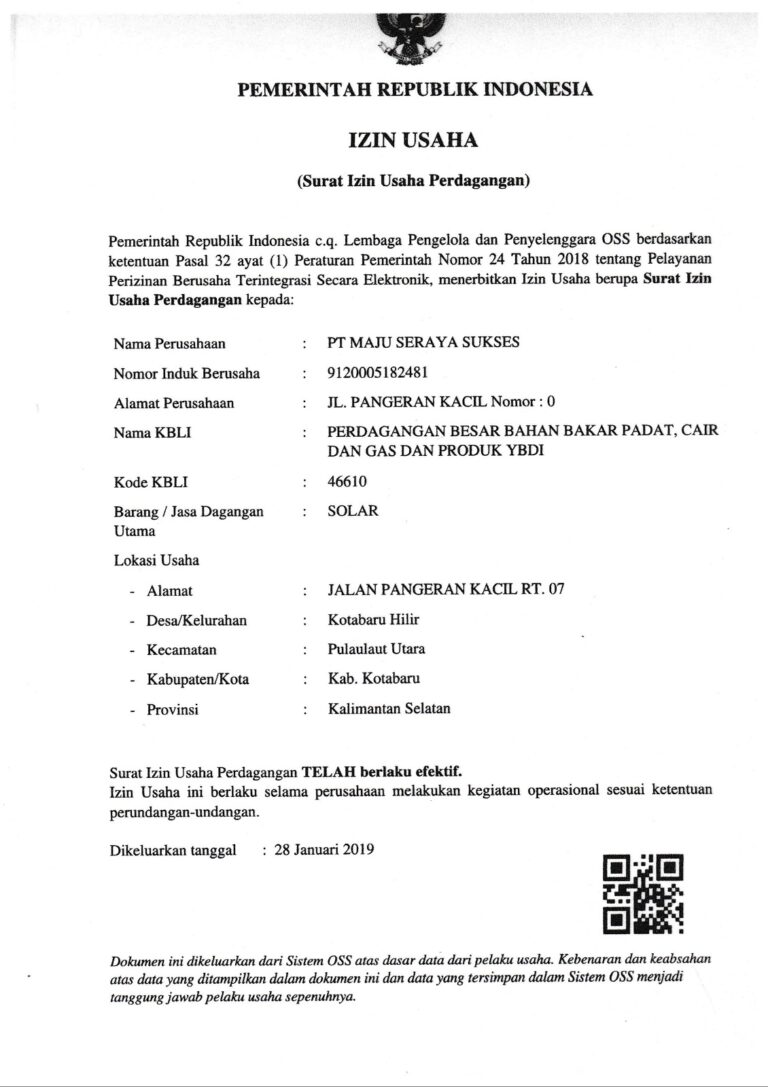 PEMERINTAH REPUBLIK INDONESIA
IZIN USAHA
(Surat Izin Usaha Perdagangan)
Pemerintah Republik Indonesia c.q. Lembaga Pengelola dan Penyelenggara OSS berdasarkan
ketentuan Pasal 32 ayat (1) Peraturan Pemerintah Nomor 24 Tahun 2018 tentang Pelayanan
Perizinan Berusaha Terintegrasi Secara Elektronik, menerbitkan Izin Usaha berupa Surat Izin
Usaha Perdagangan kepada:
Nama Perusahaan : PT MAJU SERAYA SUKSES
Nomor Induk Berusaha : 9120005182481
Alamat Perusahaan : JL. PANGERAN KACIL Nomor : 0
Nama KBLI : PERDAGANGAN BESAR BAHAN BAKAR PADAT, CAIR
DAN GAS DAN PRODUK YBDI
Kode KBLI : 46610
Barang / Jasa Dagangan : SOLAR
Utama
Lokasi Usaha
- Alamat : JALAN PANGERAN KACIL RT. 07
- Desa/Kelurahan : Kotabaru Hilir
- Kecamatan : Pulaulaut Utara
- Kabupaten/Kota : Kab. Kotabaru
- Provinsi : Kalimantan Selatan
Surat Izin Usaha Perdagangan TELAH berlaku efektif.
Izin Usaha ini berlaku selama perusahaan melakukan kegiatan operasional sesuai ketentuan
perundangan-undangan.
Dikeluarkan tanggal : 28 Januari 2019
Dokumen ini dikeluarkan dari Sistem OSS atas dasar data dari pelaku usaha. Kebenaran dan keabsahan
atas data yang ditampilkan dalam dokumen ini dan data yang tersimpan dalam Sistem OSS menjadi
tanggung jawab pelaku usaha sepenuhnya.